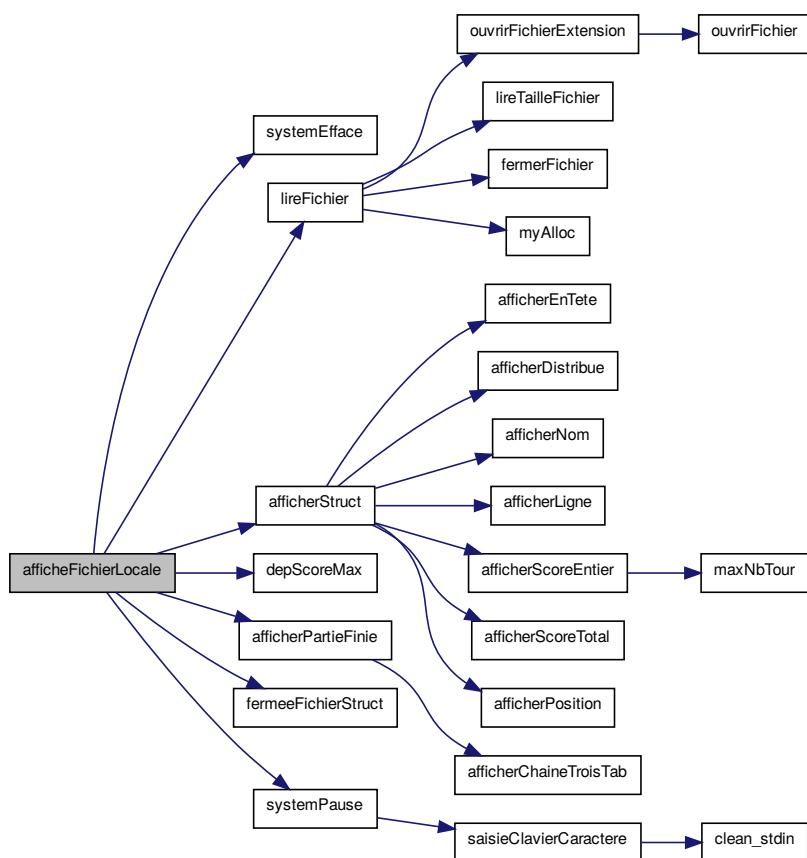 ouvrirFichierExtension
ouvrirFichier
lireTailleFichier
systemEfface
fermerFichier
lireFichier
myAlloc
afficherEnTete
afficherDistribue
afficherNom
afficherStruct
afficherLigne
afficheFichierLocale
depScoreMax
afficherScoreEntier
maxNbTour
afficherPartieFinie
afficherScoreTotal
fermeeFichierStruct
afficherPosition
afficherChaineTroisTab
systemPause
saisieClavierCaractere
clean_stdin